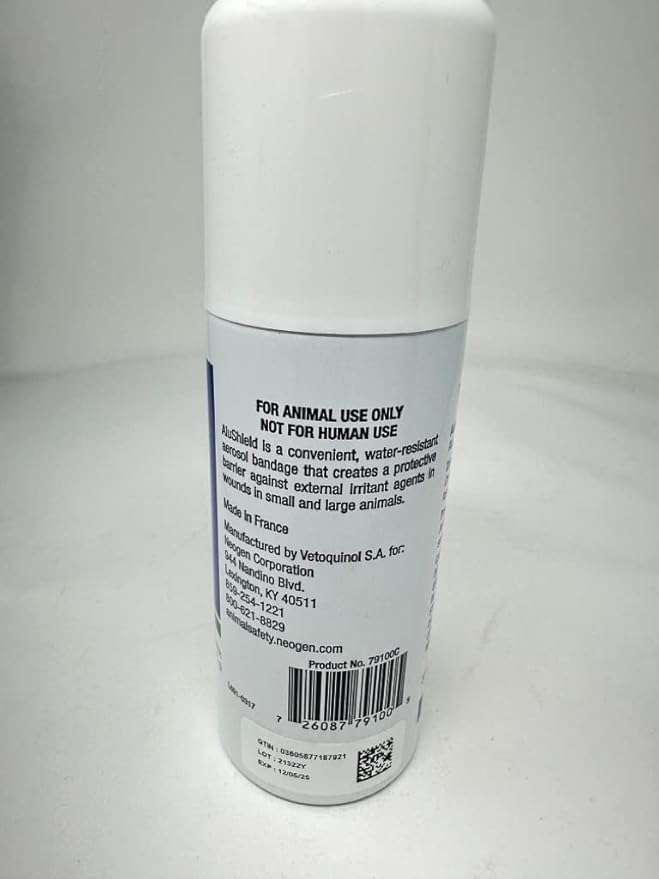 FOR ANIMAL USE ONLY
NOT FOR HUMAN USE
AluShield is a convenient, water-resistant
aerosol bandage that creates a protective
barrier against external irritant agents in
wounds in small and large animals.
Made in France
Manufactured by Vetoquinol S.A. for:
Neogen Corporation
944 Nandino Blvd.
Lexington, KY 40511
859-254-1221
800-621-8829
animalsafety.neogen.com
Product No. 79100C
L491-0317
7 26087 79100 9
GTIN : 03605877187921
LOT : 2132ZY
EXP : 12/05/25